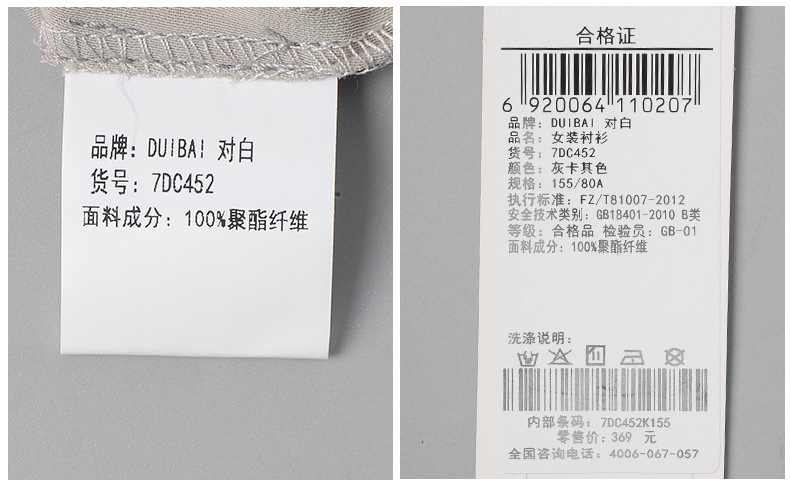 品牌: DUIBAI 对白
货号: 7DC452
面料成分: 100%聚酯纤维
合格证
6 920064 110207
品牌: DUIBAI 对白
品名: 女装衬衫
货号: 7DC452
颜色: 灰卡其色
规格: 155/80A
执行标准: FZ/T81007-2012
安全技术类别: GB18401-2010 B类
等级: 合格品 检验员: GB-01
面料成分: 100%聚酯纤维
洗涤说明:
内部条码: 7DC452K155
零售价: 369 元
全国咨询电话: 4006-067-057